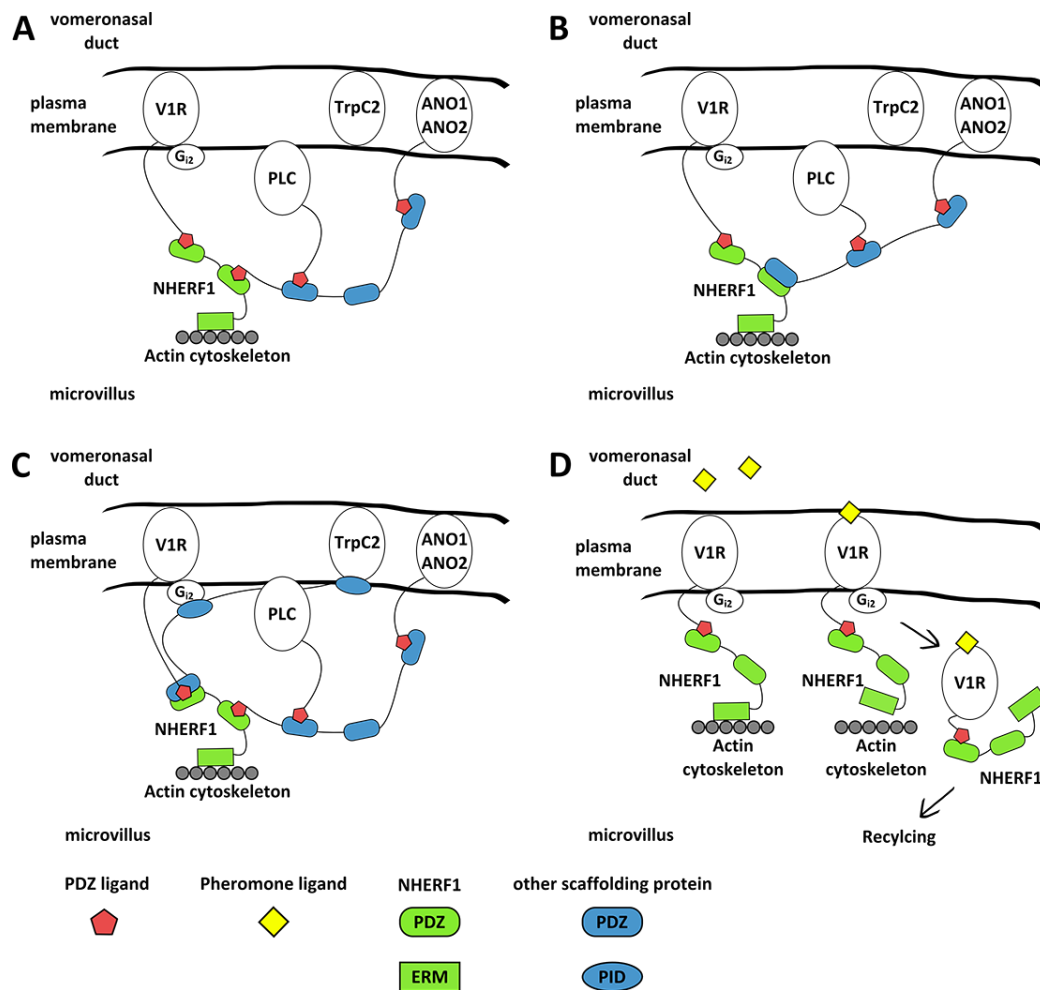 A
vomeronasal
duct
plasma
membrane
V1R
Gi2
TrpC2
ANO1
ANO2
PLC
NHERF1
Actin cytoskeleton
microvillus
B
vomeronasal
duct
plasma
membrane
V1R
Gi2
TrpC2
ANO1
ANO2
PLC
NHERF1
Actin cytoskeleton
microvillus
C
vomeronasal
duct
plasma
membrane
V1R
Gi2
TrpC2
ANO1
ANO2
PLC
NHERF1
Actin cytoskeleton
microvillus
D
vomeronasal
duct
plasma
membrane
V1R
Gi2
V1R
Gi2
V1R
NHERF1
NHERF1
NHERF1
Actin
cytoskeleton
Actin
cytoskeleton
Recylcing
microvillus
PDZ ligand
Pheromone ligand
NHERF1
PDZ
ERM
other scaffolding protein
PDZ
PID